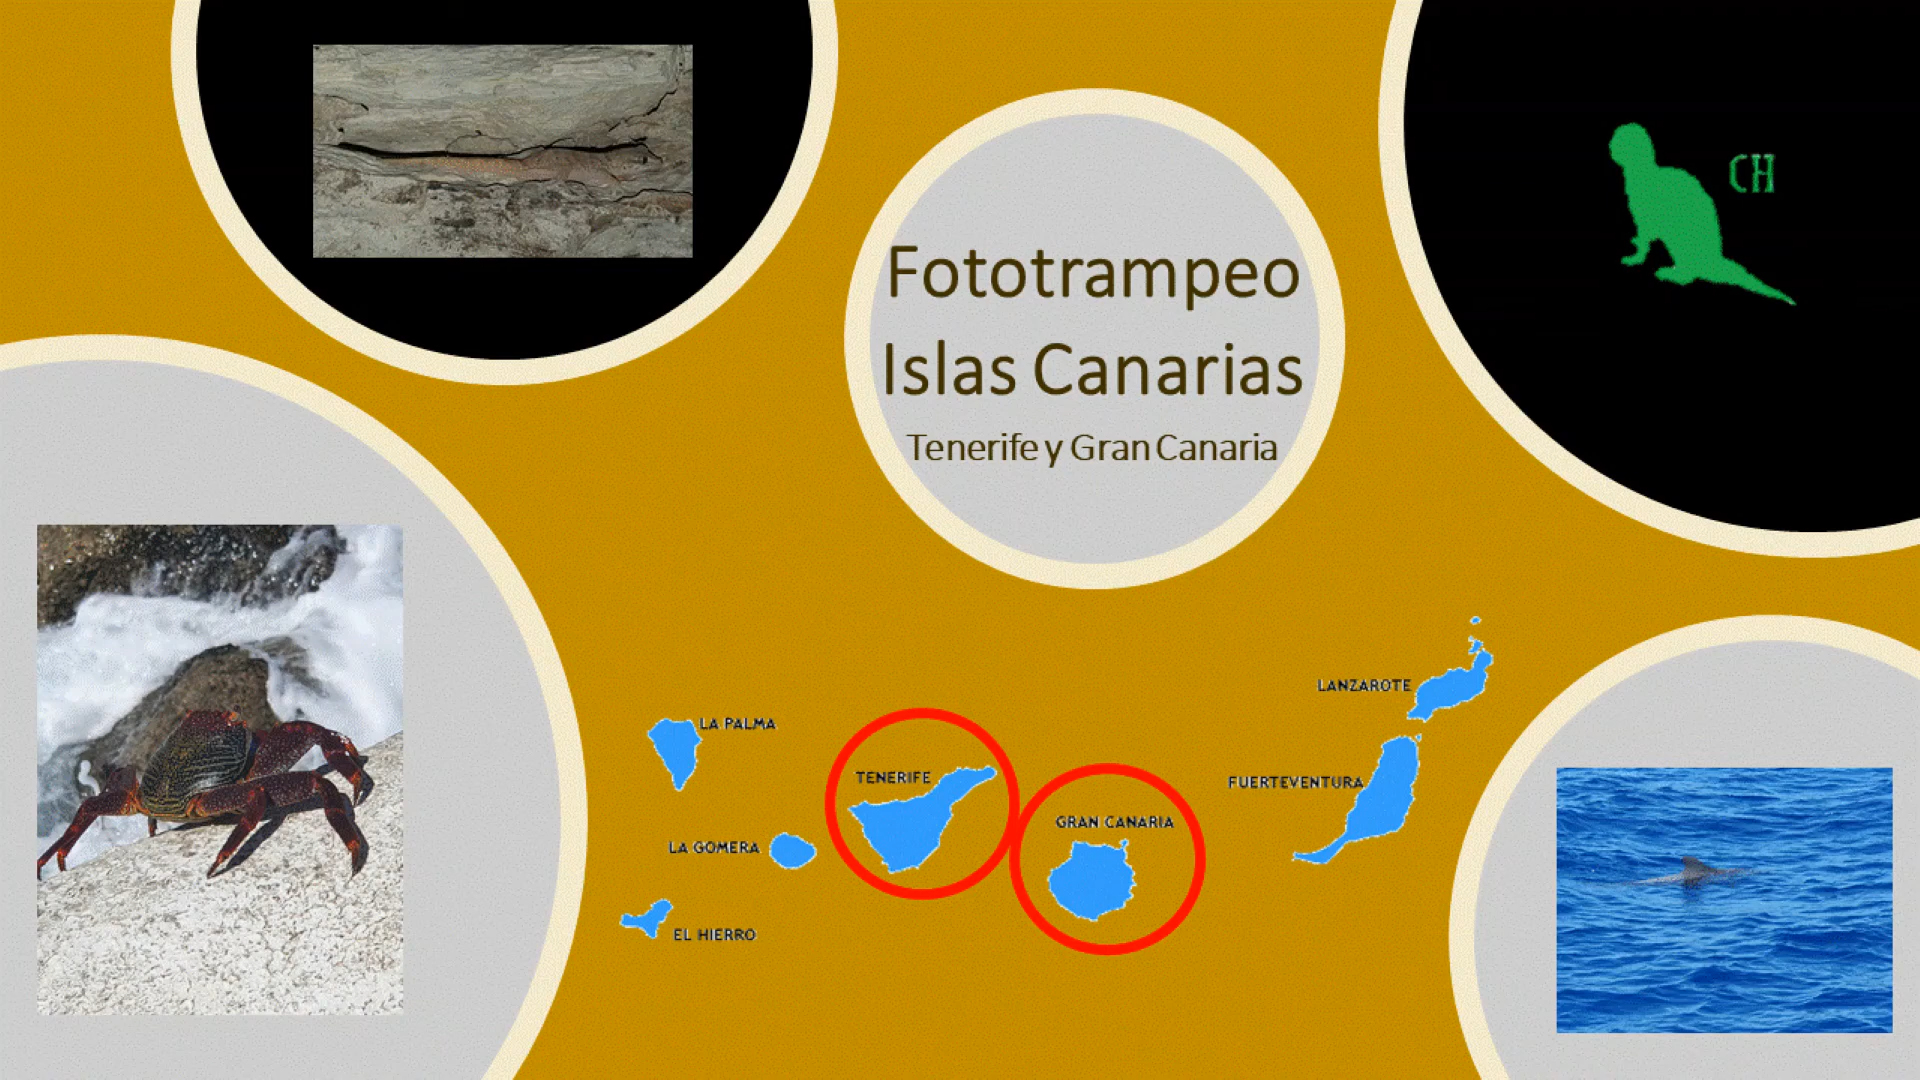 CH
Fototrampeo
Islas Canarias
Tenerife y Gran Canaria
LANZAROTE
LA PALMA
TENERIFE
FUERTEVENTURA
GRAN CANARIA
LA GOMERA
EL HIERRO